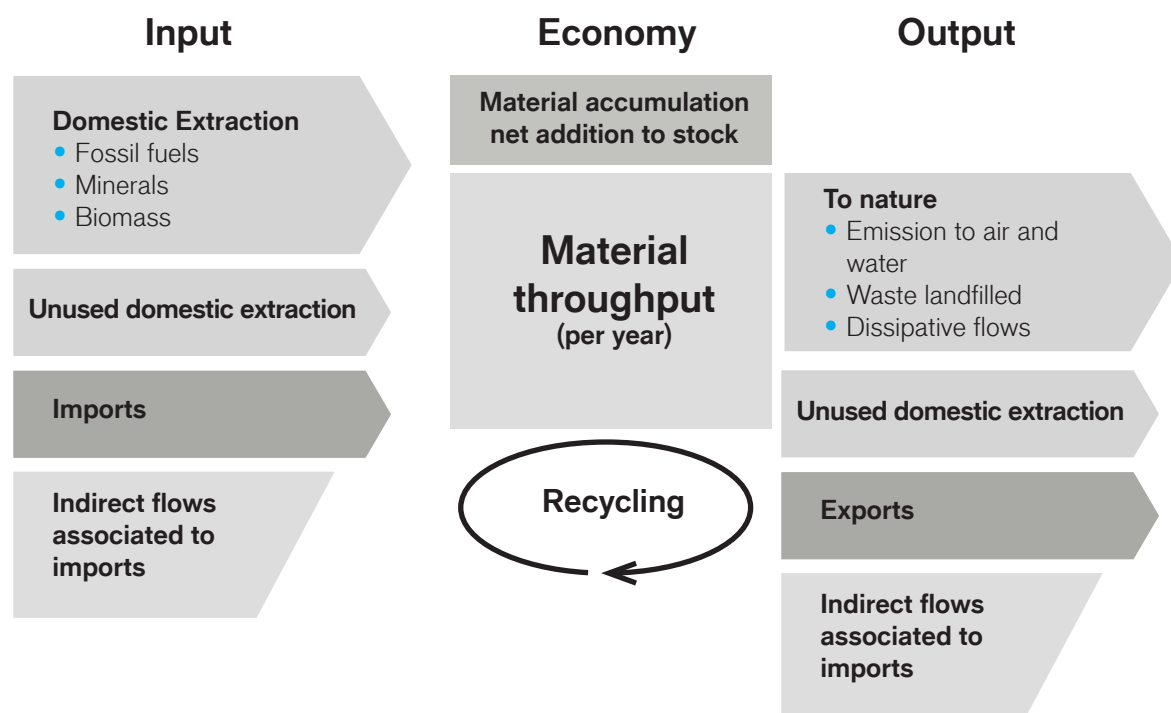 Input
Domestic Extraction
• Fossil fuels
• Minerals
• Biomass
Unused domestic extraction
Imports
Indirect flows
associated to
imports
Economy
Material accumulation
net addition to stock
Material
throughput
(per year)
Recycling
Output
To nature
• Emission to air and
water
• Waste landfilled
• Dissipative flows
Unused domestic extraction
Exports
Indirect flows
associated to
imports